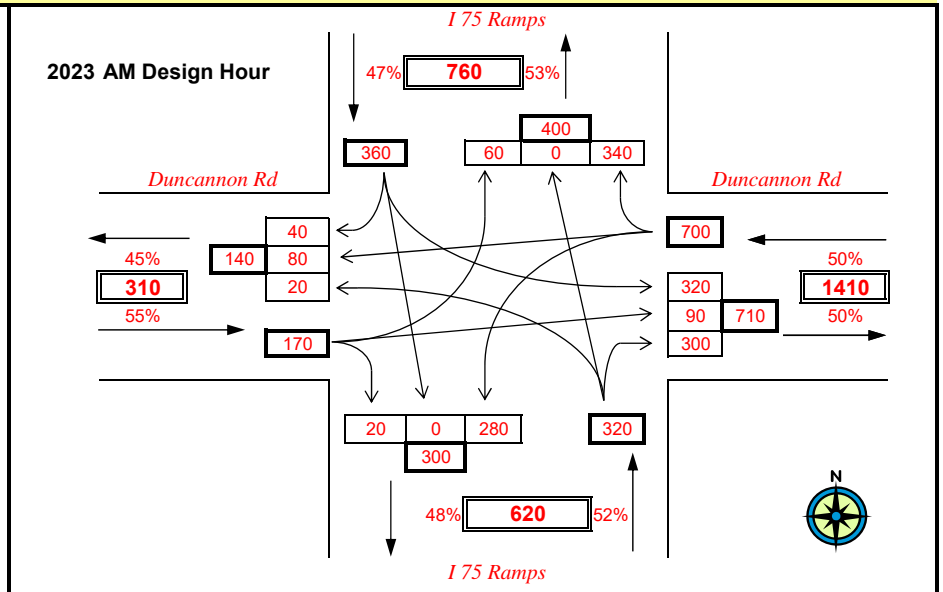 I 75 Ramps
2023 AM Design Hour
47% 760 53%
400
360 60 0 340
Duncannon Rd Duncannon Rd
40 700
45% 140 80 50%
310 20 320 1410
55% 90 710 50%
170 300
20 0 280 320
300
N
48% 620 52%
I 75 Ramps